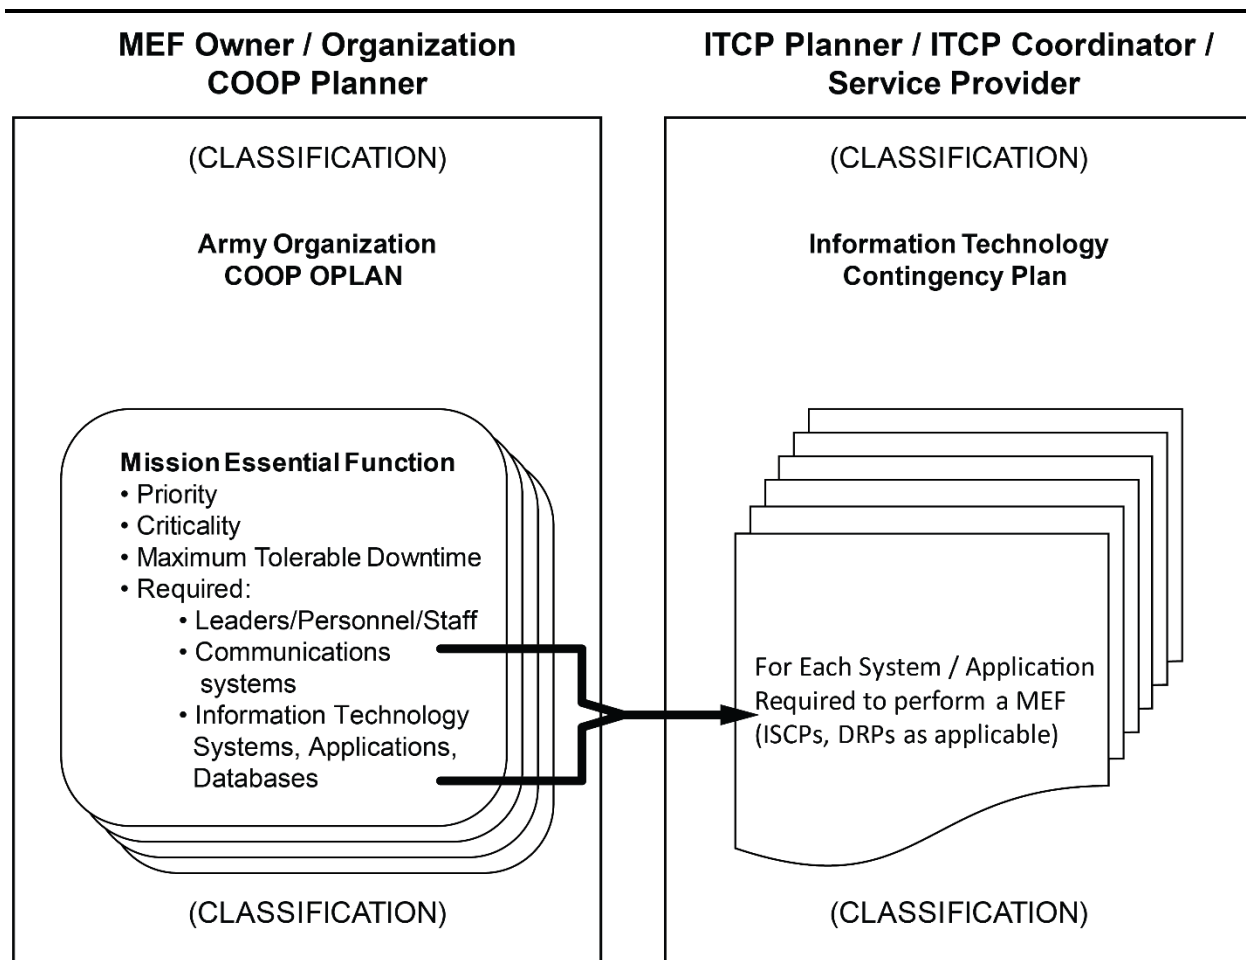 MEF Owner / Organization
COOP Planner
(CLASSIFICATION)
Army Organization
COOP OPLAN
Mission Essential Function
• Priority
• Criticality
• Maximum Tolerable Downtime
• Required:
• Leaders/Personnel/Staff
• Communications
systems
• Information Technology
Systems, Applications,
Databases
(CLASSIFICATION)
ITCP Planner / ITCP Coordinator /
Service Provider
(CLASSIFICATION)
Information Technology
Contingency Plan
For Each System / Application
Required to perform a MEF
(ISCPs, DRPs as applicable)
(CLASSIFICATION)